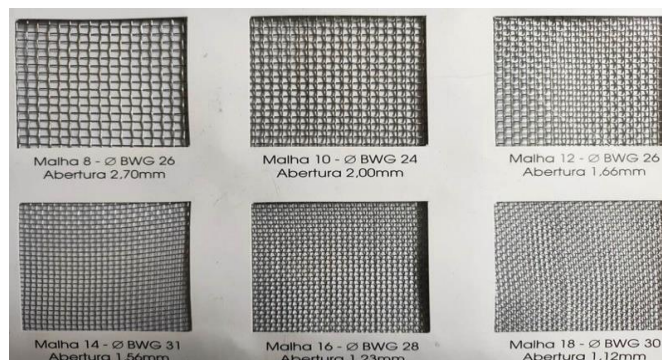 Malha 8 - Ø BWG 26
Abertura 2,70mm
Malha 10 - Ø BWG 24
Abertura 2,00mm
Malha 12 - Ø BWG 26
Abertura 1,66mm
Malha 14 - Ø BWG 31
Abertura 1,56mm
Malha 16 - Ø BWG 28
Abertura 1,23mm
Malha 18 - Ø BWG 30
Abertura 1,12mm